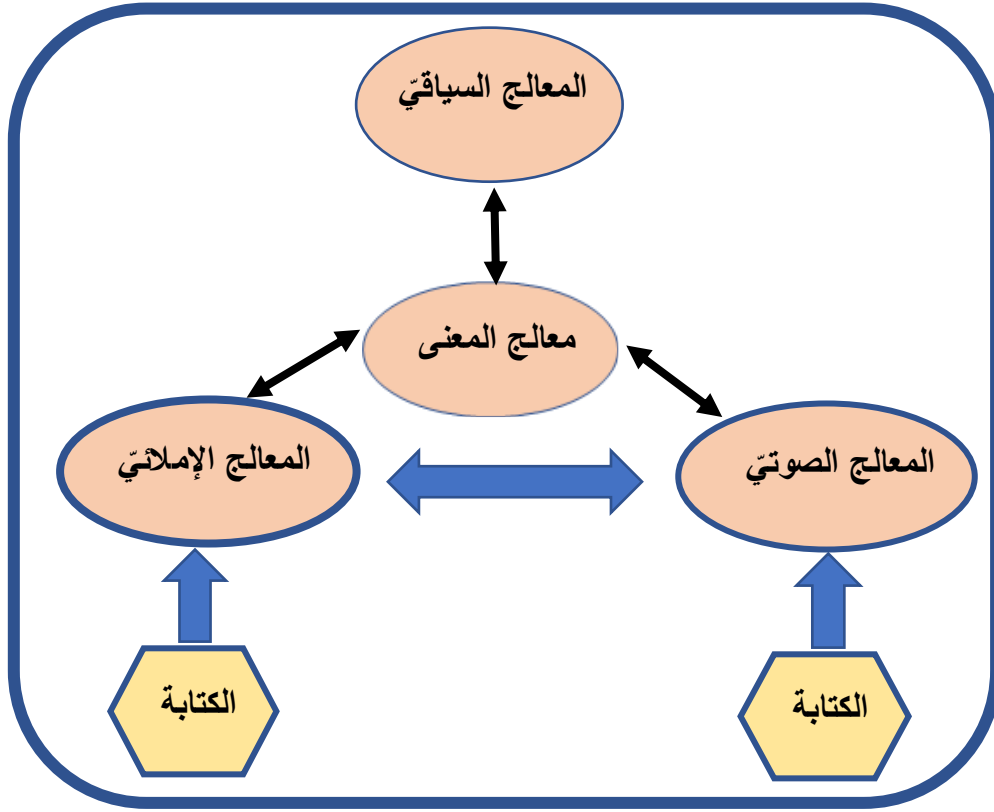 المعالج السياقيّ
معالج المعنى
المعالج الصوتيّ
المعالج الإملائيّ
الكتابة
الكتابة